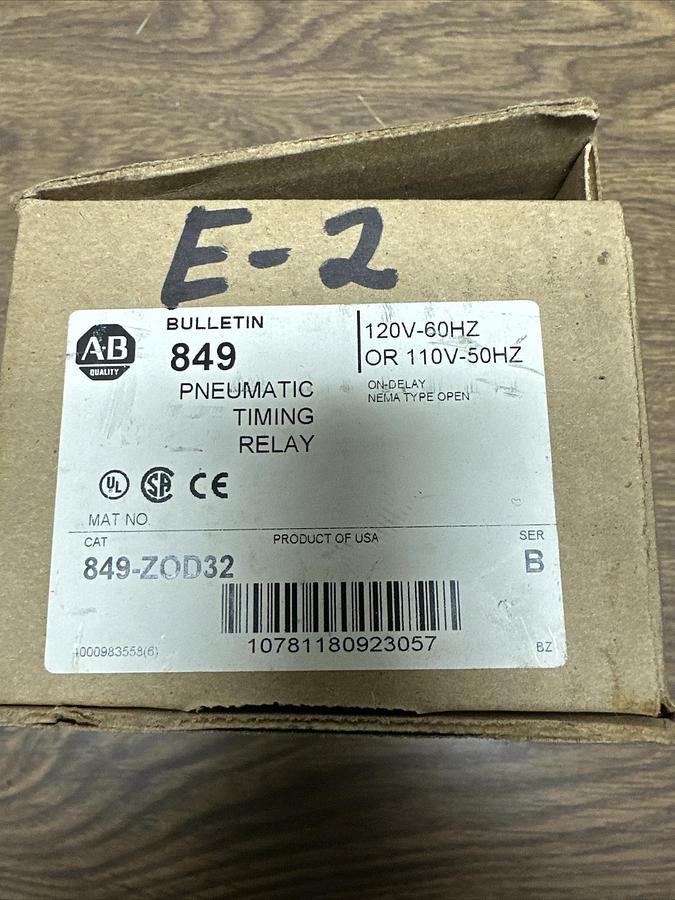 E-2
A-B
QUALITY
BULLETIN
849
PNEUMATIC
TIMING
RELAY
120V-60HZ
OR 110V-50HZ
ON-DELAY
NEMA TYPE OPEN
UL
SA
CE
MAT NO.
CAT
PRODUCT OF USA
SER
849-ZOD32
B
10781180923057
1000983558(6)
BZ